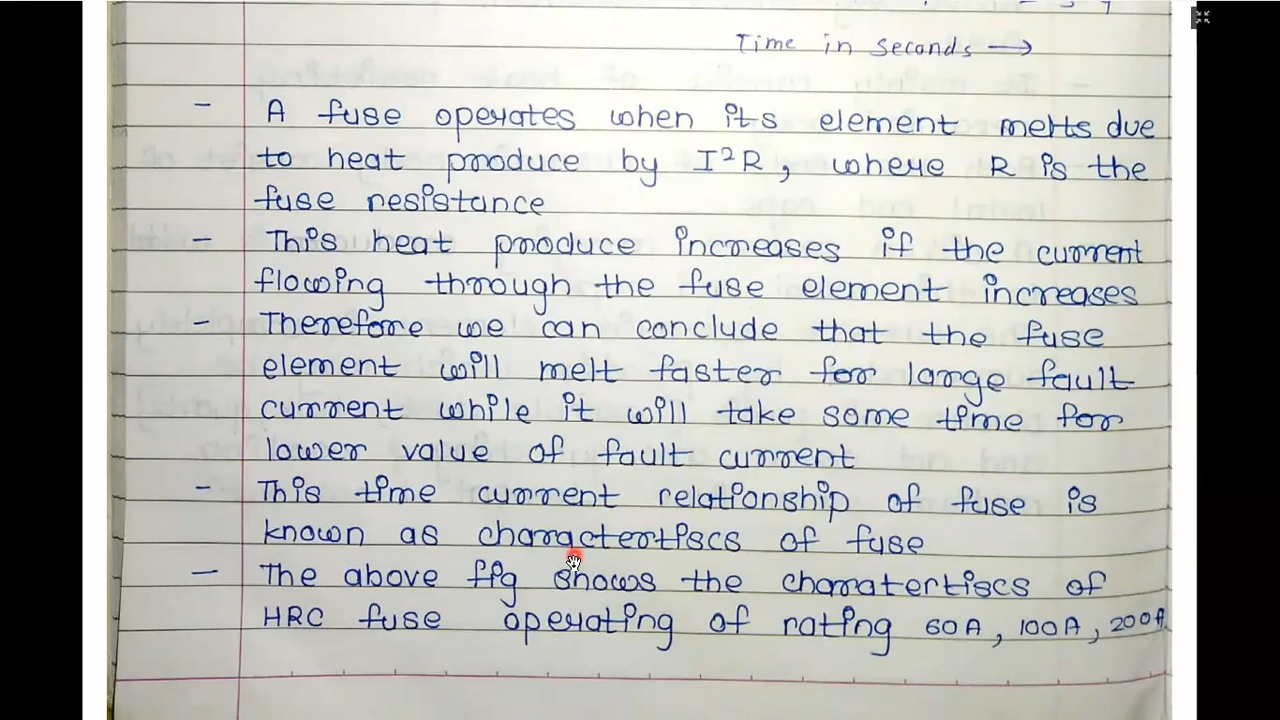 Time in seconds →
- A fuse operates when its element melts due
to heat produce by I²R, where R is the
fuse resistance
- This heat produce increases if the current
flowing through the fuse element increases
- Therefore we can conclude that the fuse
element will melt faster for large fault
current while it will take some time for
lower value of fault current
- This time current relationship of fuse is
known as charactertiscs of fuse
- The above fig shows the charatertiscs of
HRC fuse operating of rating 60A, 100A, 200A